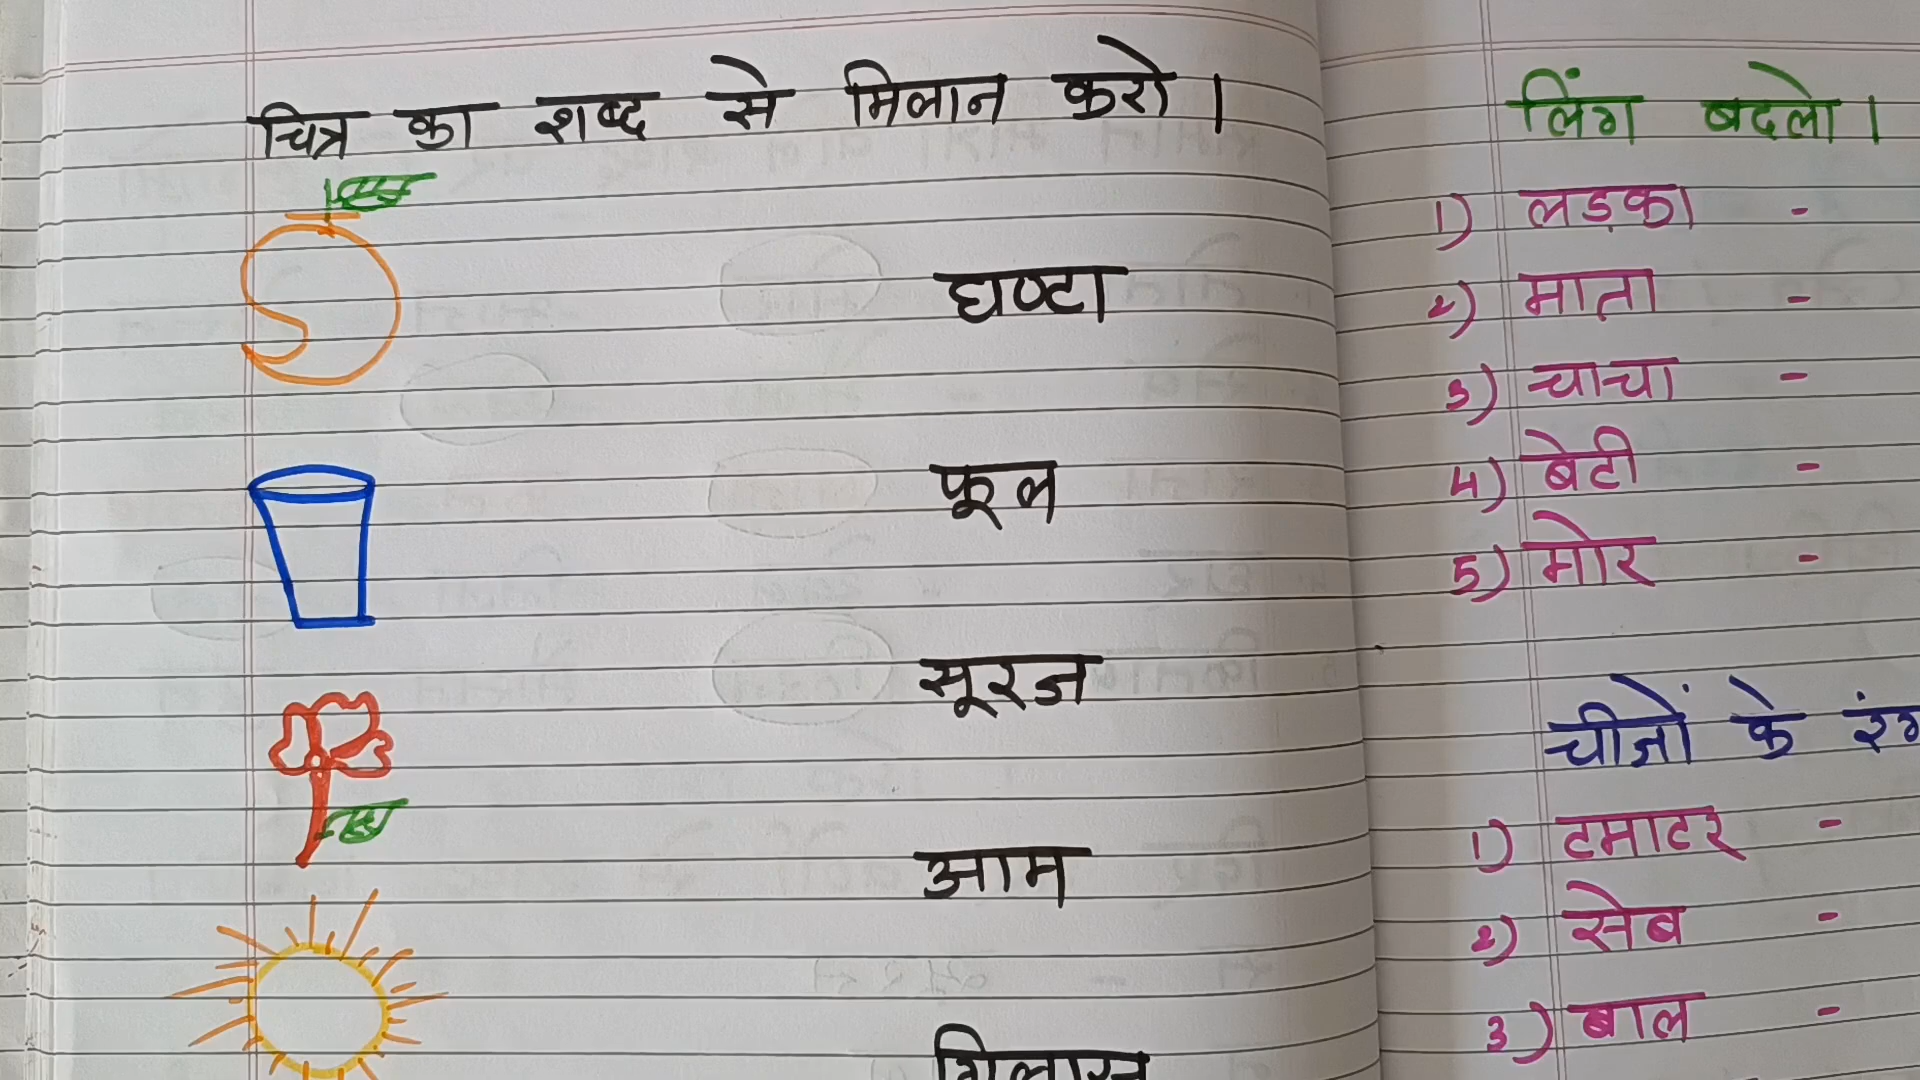 चित्र का शब्द से मिलान करो।
घण्टा
फूल
सूरज
आम
लिंग बदलो।
1) लड़का -
2) माता -
3) चाचा -
4) बेटी -
5) मोर -
चीजों के रंग
1) टमाटर -
2) सेब -
3) बाल -